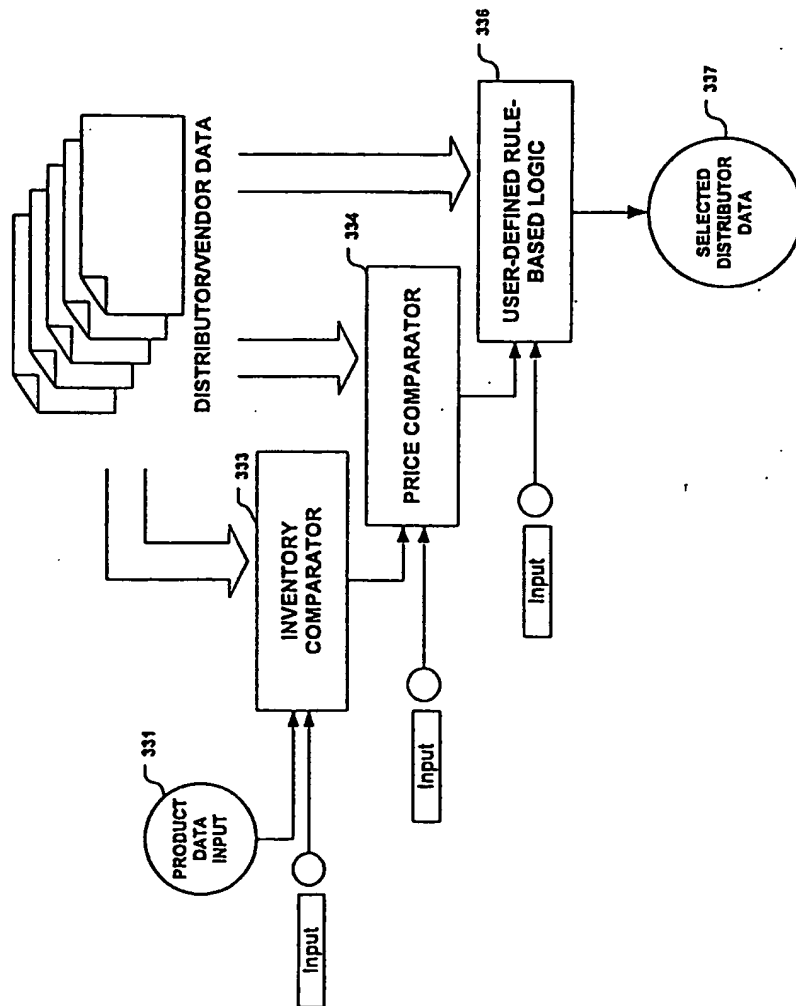 DISTRIBUTOR/VENDOR DATA
331
PRODUCT
DATA
INPUT
Input
333
INVENTORY
COMPARATOR
Input
334
PRICE COMPARATOR
Input
336
USER-DEFINED RULE-
BASED LOGIC
337
SELECTED
DISTRIBUTOR
DATA